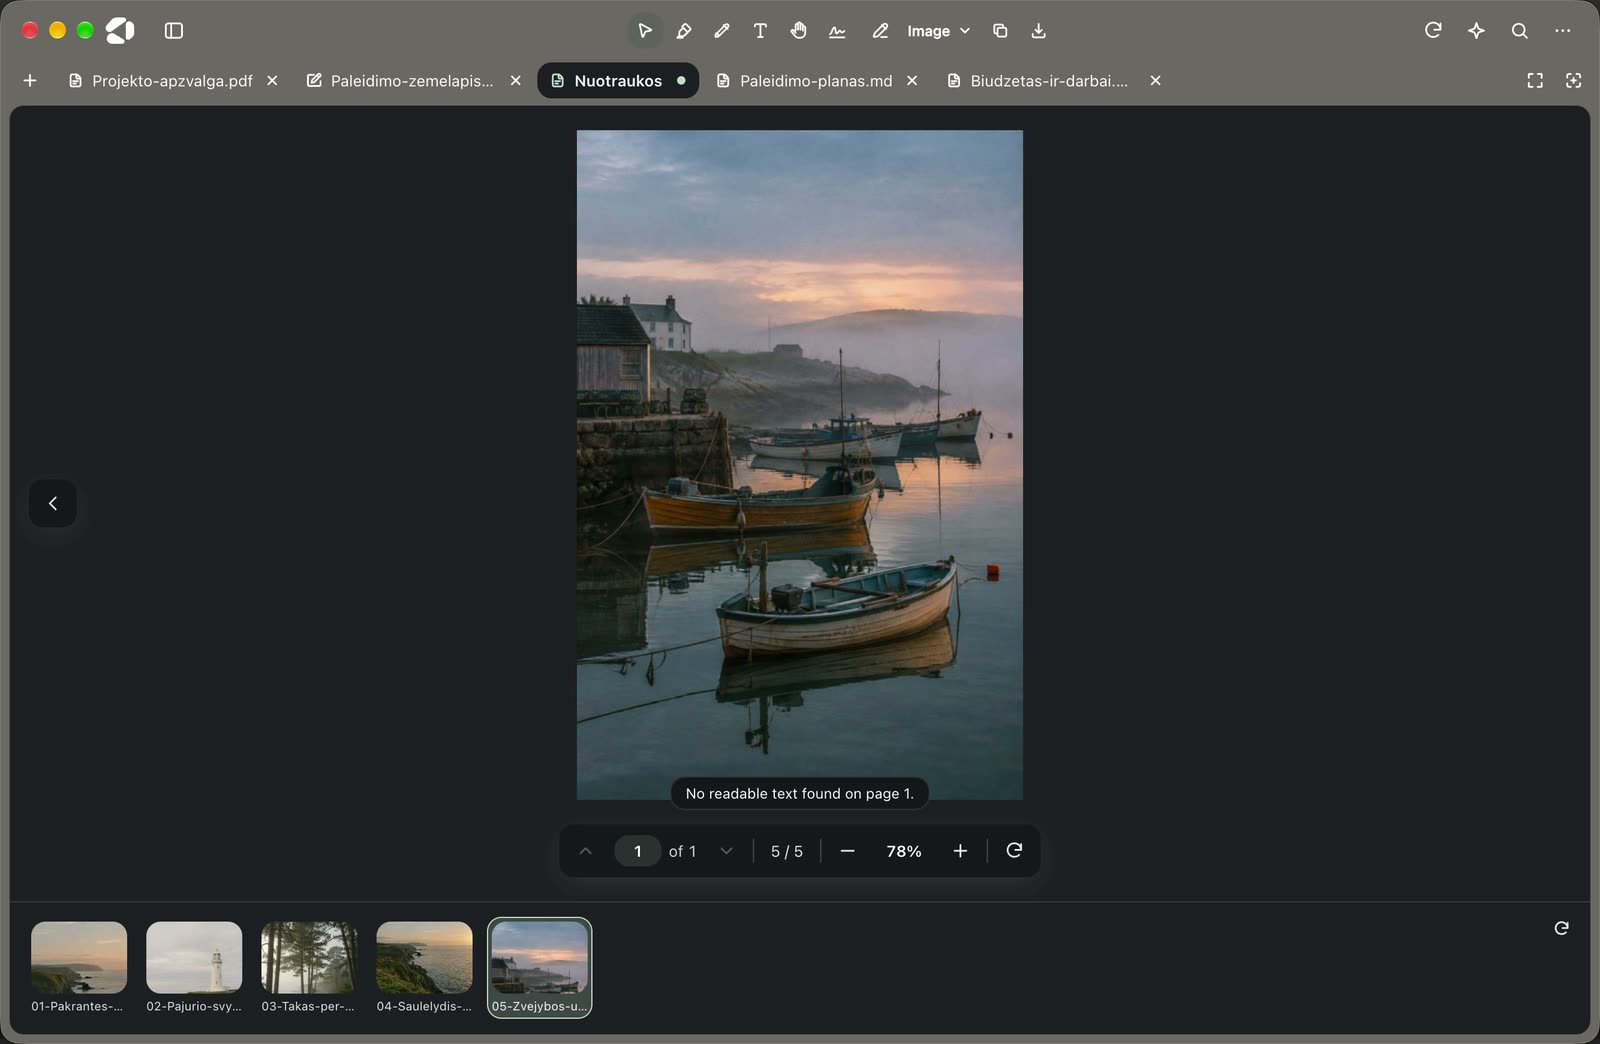 Image
Projekto-apzvalga.pdf
Paleidimo-zemelapis...
Nuotraukos
Paleidimo-planas.md
Biudzetas-ir-darbai....
No readable text found on page 1.
1 of 1
5 / 5
78%
01-Pakrantes-...
02-Pajurio-svy...
03-Takas-per-...
04-Saulelydis-...
05-Zvejybos-u...